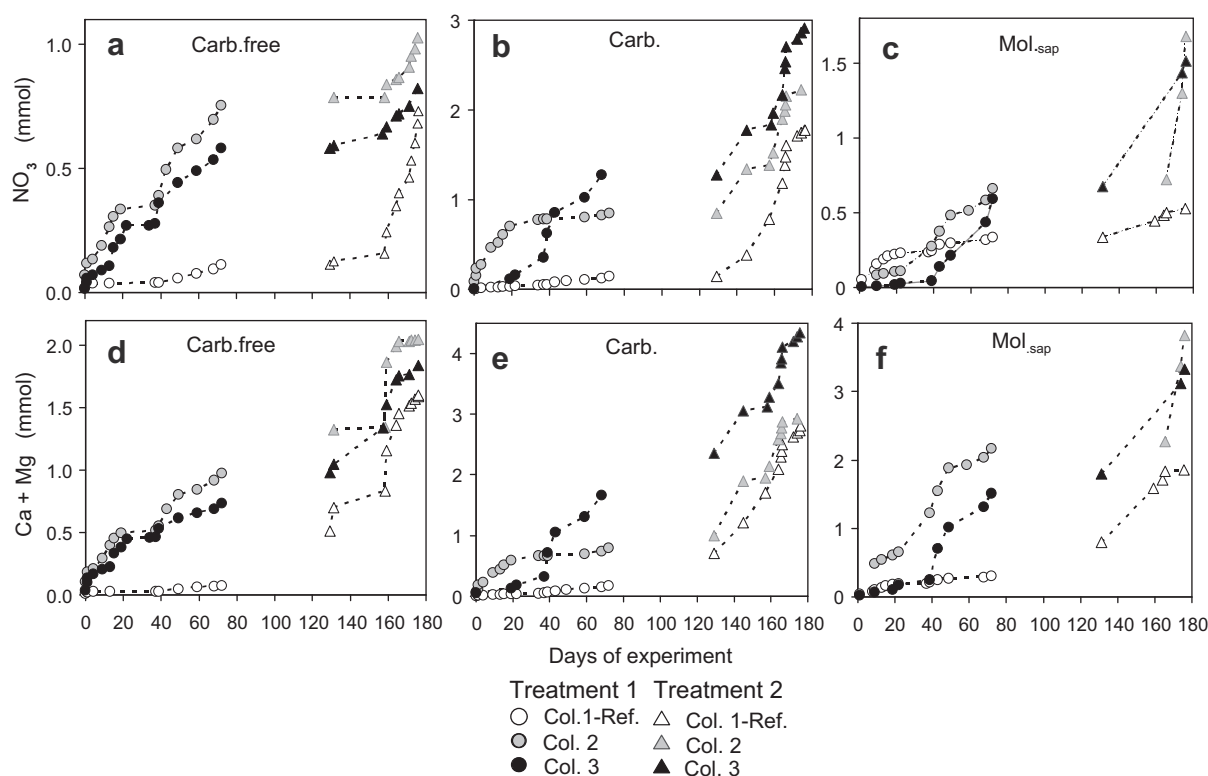 a Carb.free
b Carb.
c Mol.sap
NO3 (mmol)
1.0
0.5
0.0
3
2
1
0
1.5
1
0.5
0
d Carb.free
e Carb.
f Mol.sap
Ca + Mg (mmol)
2.0
1.5
1.0
0.5
0.0
4
3
2
1
0
4
3
2
1
0
0 20 40 60 80 100 120 140 160 180
0 20 40 60 80 100 120 140 160 180
0 20 40 60 80 100 120 140 160 180
Days of experiment
Treatment 1 Treatment 2
Col.1-Ref. Col. 1-Ref.
Col. 2 Col. 2
Col. 3 Col. 3